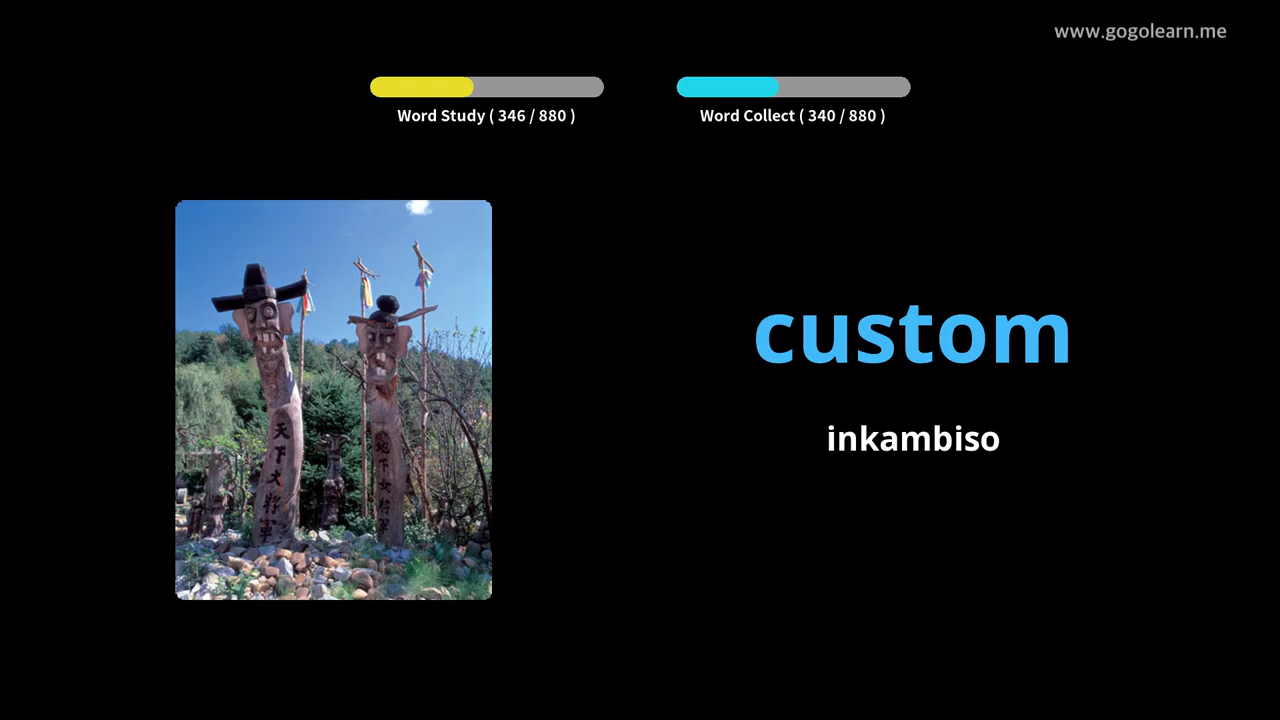 www.gogolearn.me
Word Study ( 346 / 880 )
Word Collect ( 340 / 880 )
custom
inkambiso
天下大將軍
地下女將軍